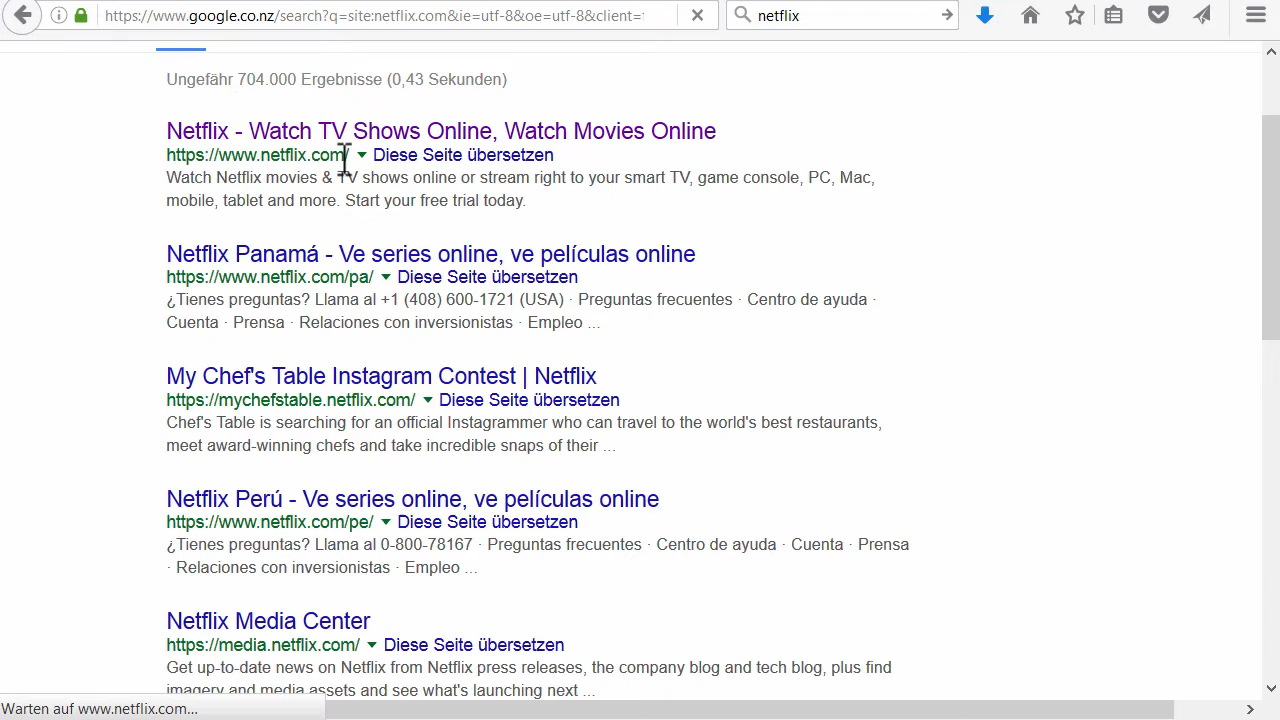 https://www.google.co.nz/search?q=site:netflix.com&ie=utf-8&oe=utf-8&client=
netflix
Ungefähr 704.000 Ergebnisse (0,43 Sekunden)
Netflix - Watch TV Shows Online, Watch Movies Online
https://www.netflix.com/ Diese Seite übersetzen
Watch Netflix movies & TV shows online or stream right to your smart TV, game console, PC, Mac,
mobile, tablet and more. Start your free trial today.
Netflix Panamá - Ve series online, ve películas online
https://www.netflix.com/pa/ Diese Seite übersetzen
¿Tienes preguntas? Llama al +1 (408) 600-1721 (USA) · Preguntas frecuentes · Centro de ayuda ·
Cuenta · Prensa · Relaciones con inversionistas · Empleo ...
My Chef's Table Instagram Contest | Netflix
https://mychefstable.netflix.com/ Diese Seite übersetzen
Chef's Table is searching for an official Instagrammer who can travel to the world's best restaurants,
meet award-winning chefs and take incredible snaps of their ...
Netflix Perú - Ve series online, ve películas online
https://www.netflix.com/pe/ Diese Seite übersetzen
¿Tienes preguntas? Llama al 0-800-78167 · Preguntas frecuentes · Centro de ayuda · Cuenta · Prensa
· Relaciones con inversionistas · Empleo ...
Netflix Media Center
https://media.netflix.com/ Diese Seite übersetzen
Get up-to-date news on Netflix from Netflix press releases, the company blog and tech blog, plus find
imagery and media assets and see what's launching next ...
Warten auf www.netflix.com...